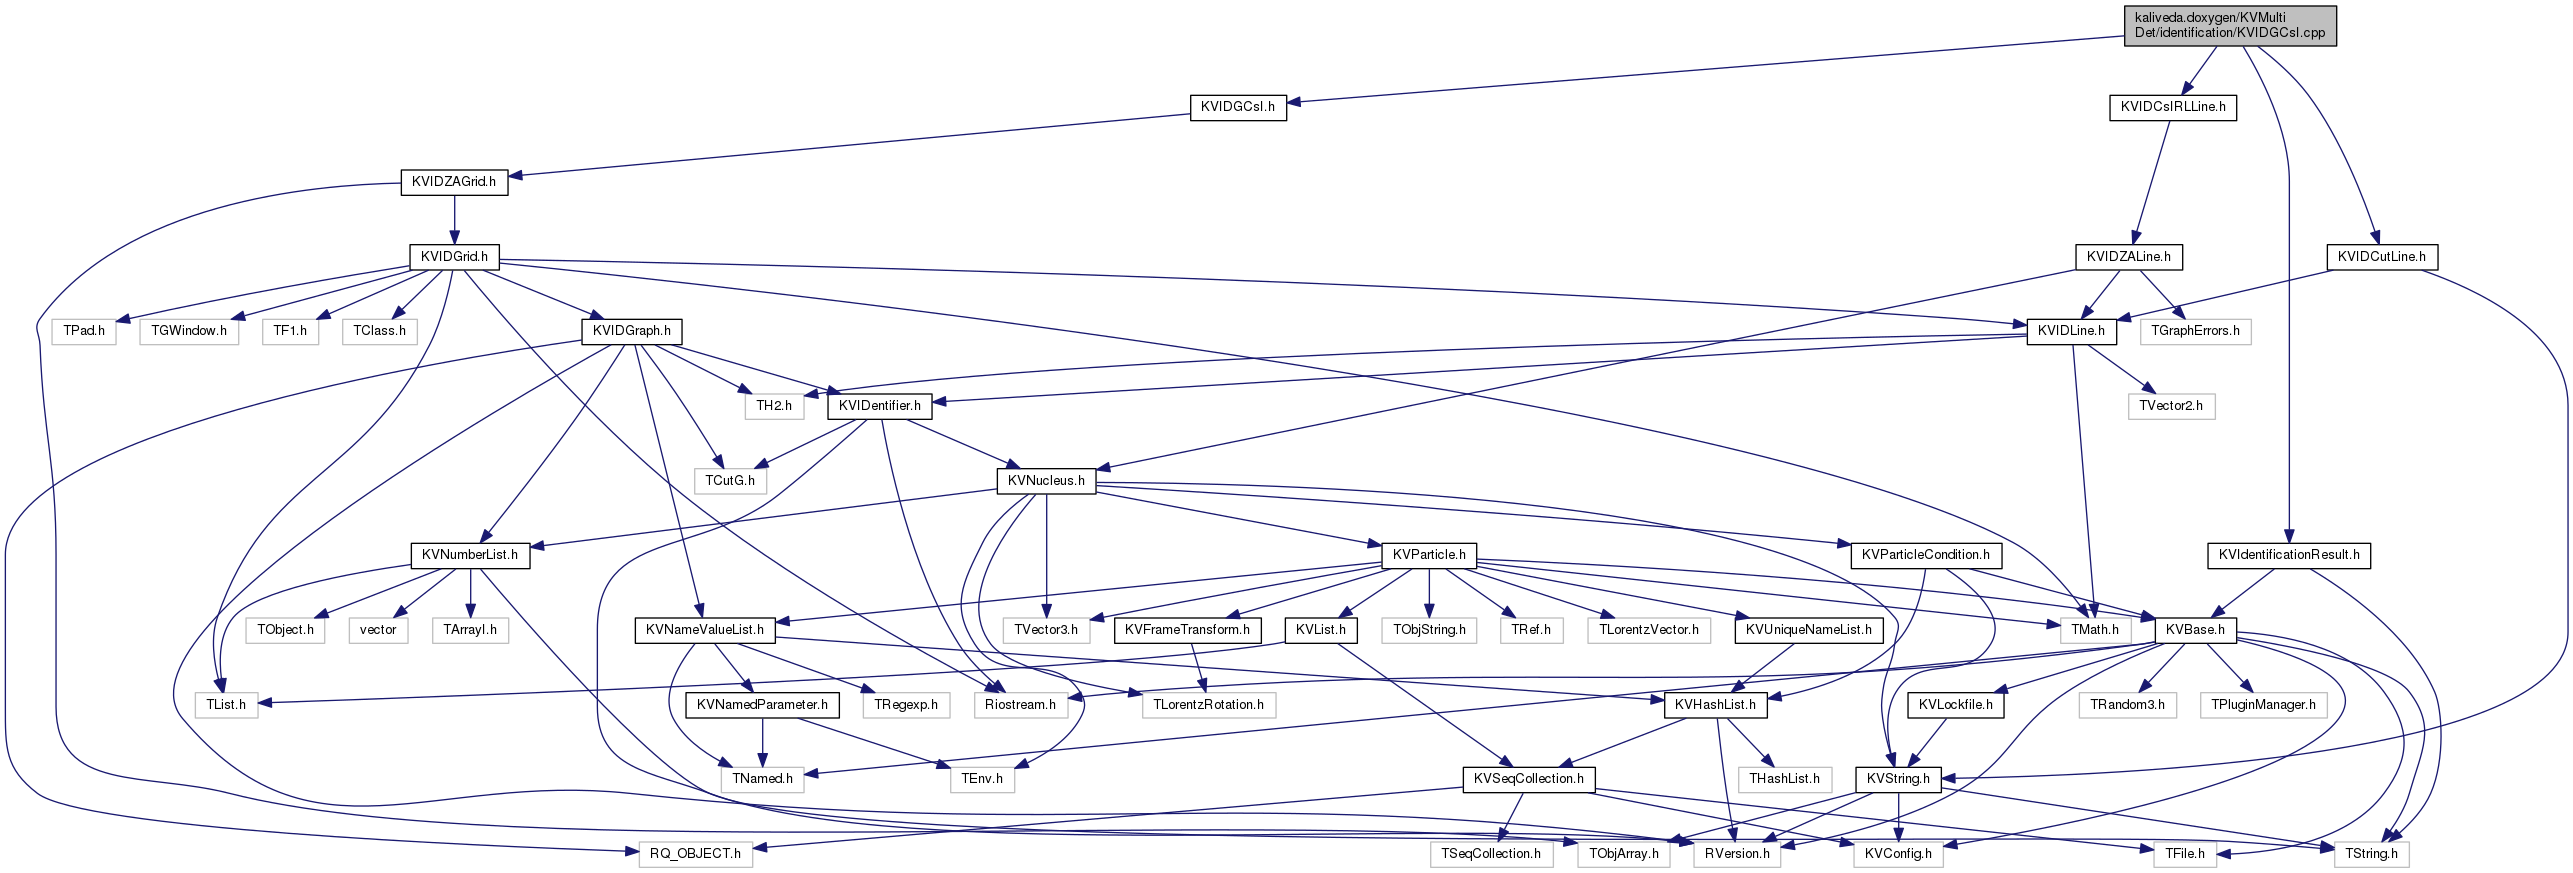 kaliveda.doxygen/KVMulti
Det/identification/KVIDGCsI.cpp
KVIDGCsI.h
KVIDCsIRLLine.h
KVIDZAGrid.h
KVIDGrid.h
KVIDZALine.h
KVIDCutLine.h
TPad.h
TGWindow.h
TF1.h
TClass.h
KVIDGraph.h
KVIDLine.h
TGraphErrors.h
TH2.h
KVIDentifier.h
TVector2.h
TCutG.h
KVNucleus.h
KVNumberList.h
KVParticle.h
KVParticleCondition.h
KVIdentificationResult.h
TObject.h
vector
TArrayI.h
KVNameValueList.h
TVector3.h
KVFrameTransform.h
KVList.h
TObjString.h
TRef.h
TLorentzVector.h
KVUniqueNameList.h
TMath.h
KVBase.h
TList.h
KVNamedParameter.h
TRegexp.h
Riostream.h
TLorentzRotation.h
KVHashList.h
KVLockfile.h
TRandom3.h
TPluginManager.h
TNamed.h
TEnv.h
KVSeqCollection.h
THashList.h
KVString.h
RQ_OBJECT.h
TSeqCollection.h
TObjArray.h
RVersion.h
KVConfig.h
TFile.h
TString.h